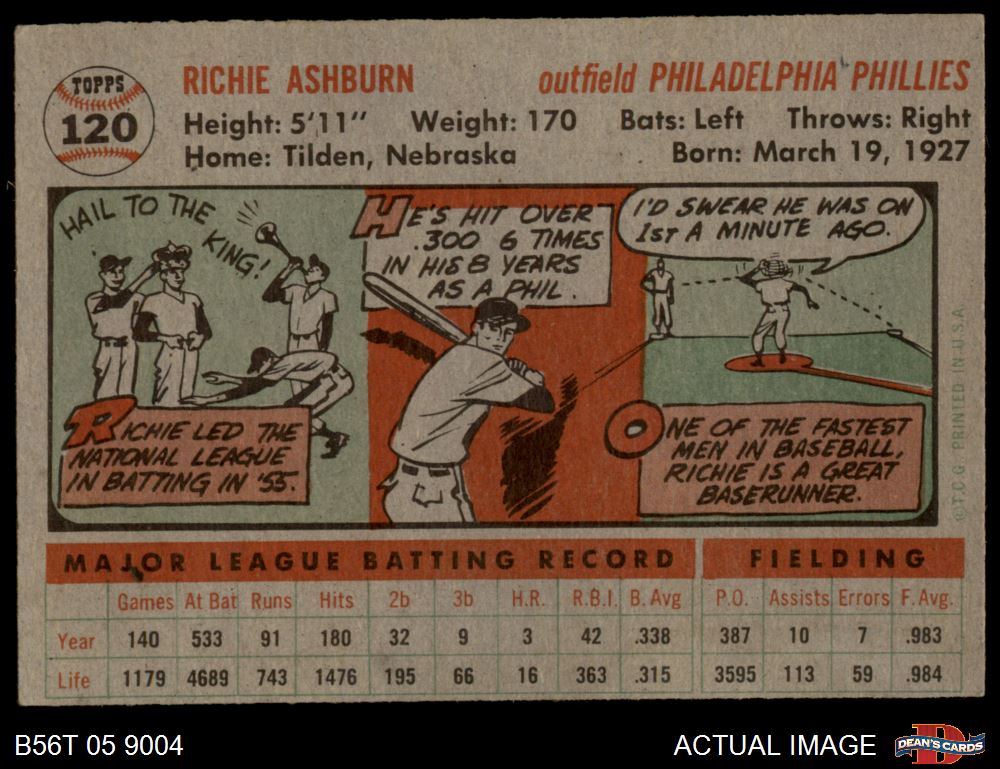 TOPPS
120
RICHIE ASHBURN
outfield PHILADELPHIA PHILLIES
Height: 5'11" Weight: 170 Bats: Left Throws: Right
Home: Tilden, Nebraska Born: March 19, 1927
HAIL TO THE
KING!
RICHIE LED THE
NATIONAL LEAGUE
IN BATTING IN '55.
HE'S HIT OVER
.300 6 TIMES
IN HIS 8 YEARS
AS A PHIL.
I'D SWEAR HE WAS ON
1ST A MINUTE AGO.
ONE OF THE FASTEST
MEN IN BASEBALL,
RICHIE IS A GREAT
BASERUNNER.
©T.C.G. PRINTED IN U.S.A.
MAJOR LEAGUE BATTING RECORD FIELDING
Games At Bat Runs Hits 2b 3b H.R. R.B.I. B. Avg P.O. Assists Errors F. Avg.
Year 140 533 91 180 32 9 3 42 .338 387 10 7 .983
Life 1179 4689 743 1476 195 66 16 363 .315 3595 113 59 .984
B56T 05 9004
ACTUAL IMAGE
D
DEAN'S CARDS